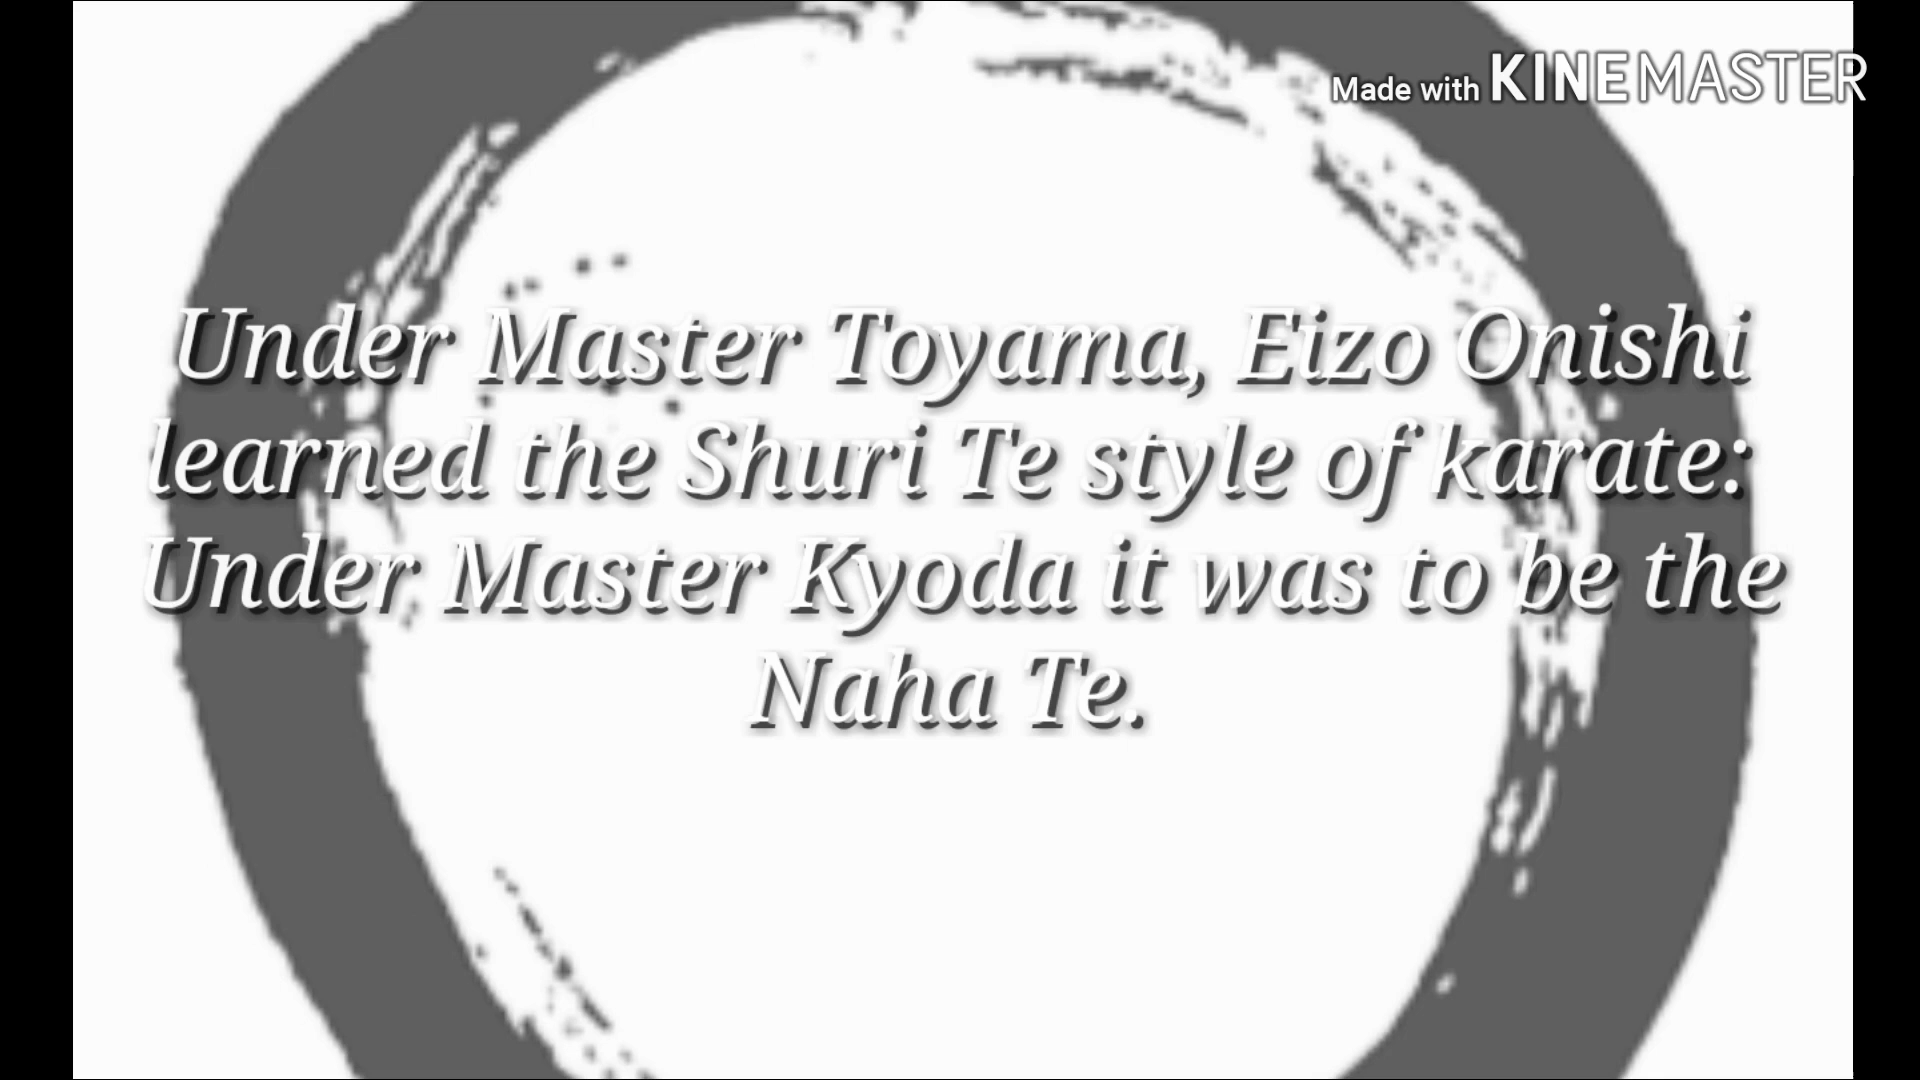 Made with KINEMASTER
Under Master Toyama, Eizo Onishi
learned the Shuri Te style of karate:
Under Master Kyoda it was to be the
Naha Te.